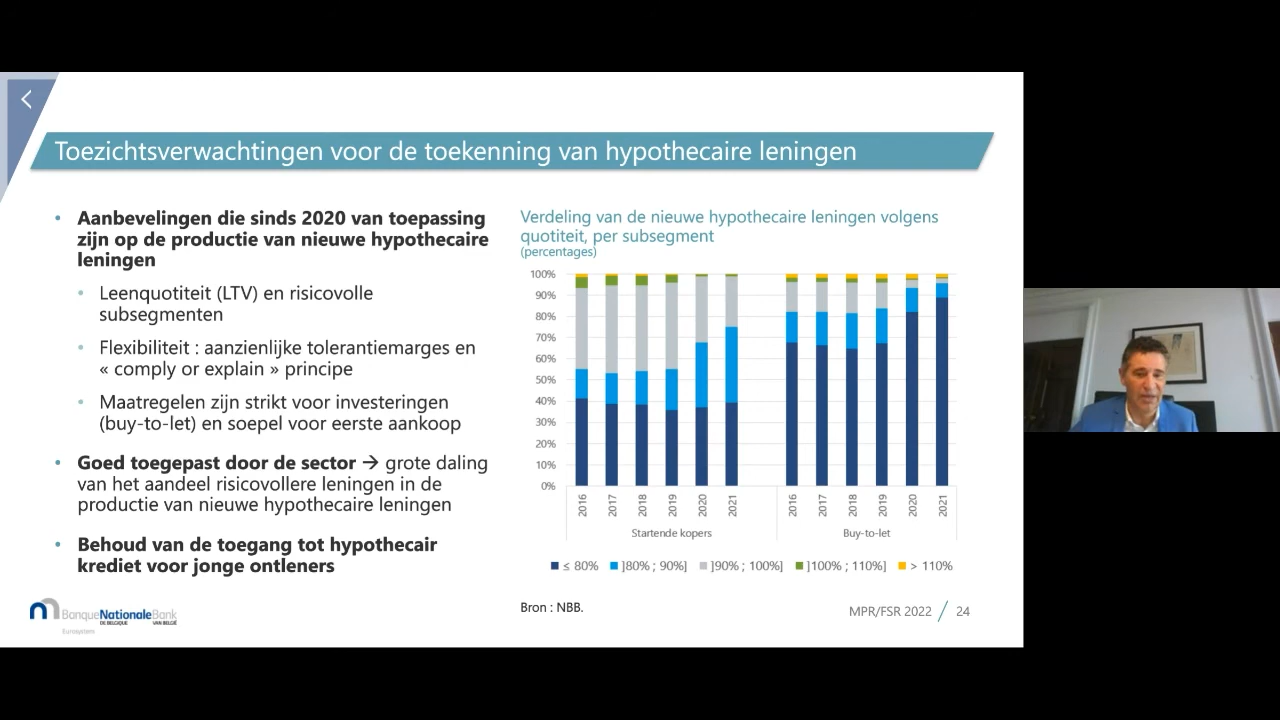 Toezichtsverwachtingen voor de toekenning van hypothecaire leningen
• Aanbevelingen die sinds 2020 van toepassing
zijn op de productie van nieuwe hypothecaire
leningen
• Leenquotiteit (LTV) en risicovolle
subsegmenten
• Flexibiliteit : aanzienlijke tolerantiemarges en
« comply or explain » principe
• Maatregelen zijn strikt voor investeringen
(buy-to-let) en soepel voor eerste aankoop
• Goed toegepast door de sector → grote daling
van het aandeel risicovollere leningen in de
productie van nieuwe hypothecaire leningen
• Behoud van de toegang tot hypothecair
krediet voor jonge ontleners
Verdeling van de nieuwe hypothecaire leningen volgens
quotiteit, per subsegment
(percentages)
100%
90%
80%
70%
60%
50%
40%
30%
20%
10%
0%
2016 2017 2018 2019 2020 2021 2016 2017 2018 2019 2020 2021
Startende kopers Buy-to-let
≤ 80% ]80% ; 90%] ]90% ; 100%] ]100% ; 110%] > 110%
Bron : NBB.
BanqueNationaleBank
DE BELGIQUE VAN BELGIË
Eurosystem
MPR/FSR 2022 / 24